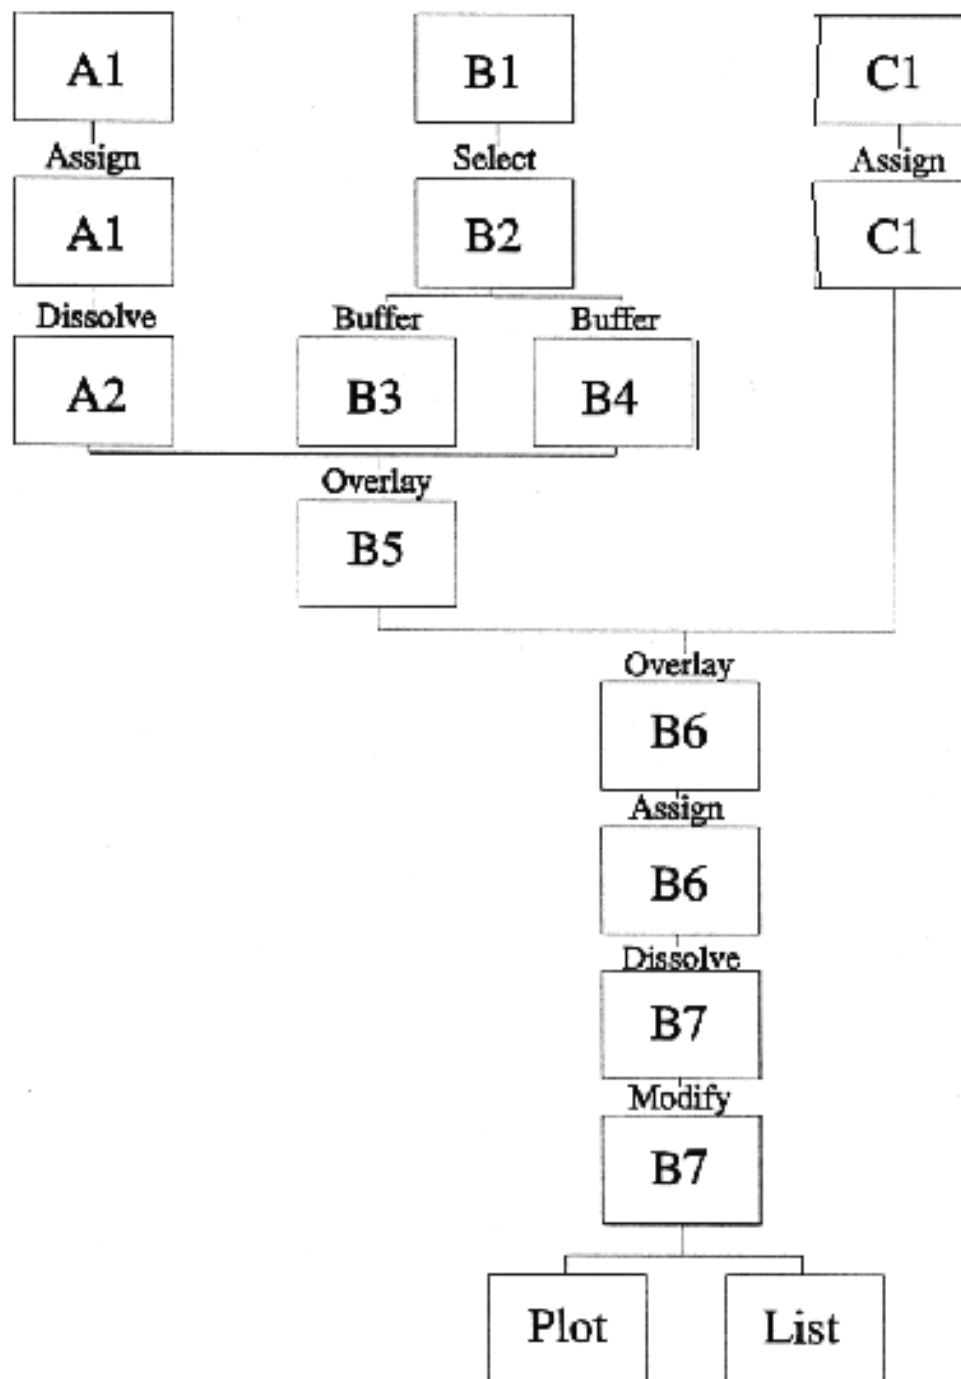 A1 B1 C1
Assign Select Assign
A1 B2 C1
Dissolve Buffer Buffer
A2 B3 B4
Overlay
B5
Overlay
B6
Assign
B6
Dissolve
B7
Modify
B7
Plot List